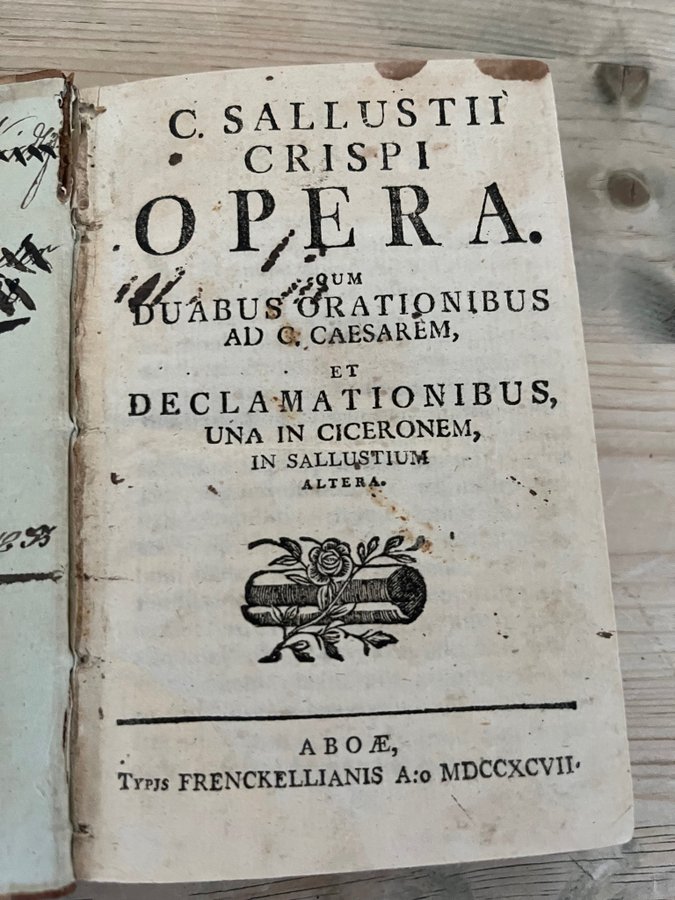 C. SALLUSTII
CRISPI
OPERA.
CUM
DUABUS ORATIONIBUS
AD C. CAESAREM,
ET
DECLAMATIONIBUS,
UNA IN CICERONEM,
IN SALLUSTIUM
ALTERA.
ABOÆ,
TYPJS FRENCKELLIANIS A:o MDCCXCVII.